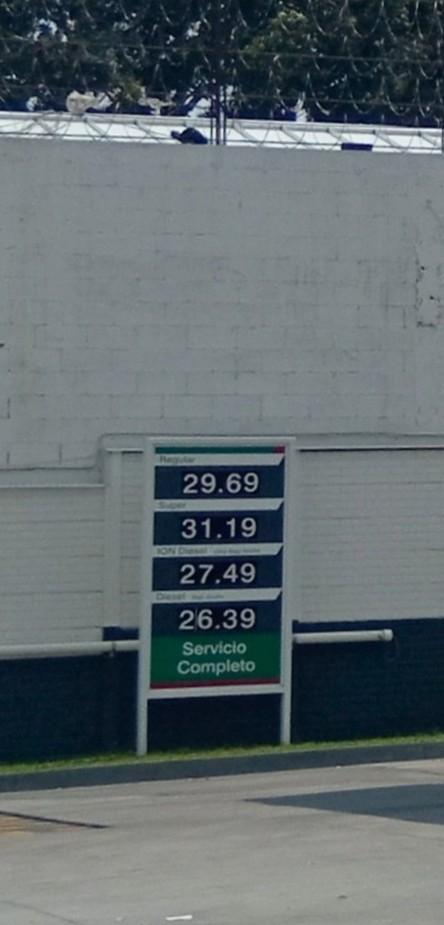 Regular
29.69
Super
31.19
ION Diesel
27.49
Diesel
26.39
Servicio
Completo